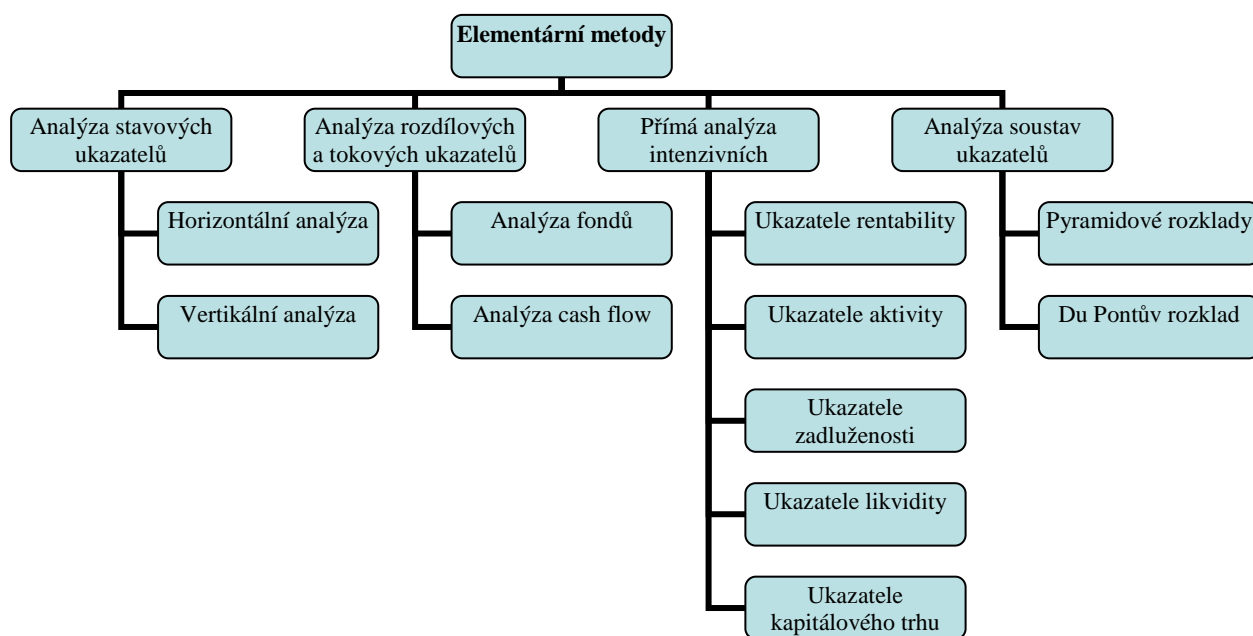 Elementární metody
Analýza stavových
ukazatelů
Analýza rozdílových
a tokových ukazatelů
Přímá analýza
intenzivních
Analýza soustav
ukazatelů
Horizontální analýza
Vertikální analýza
Analýza fondů
Analýza cash flow
Ukazatele rentability
Ukazatele aktivity
Ukazatele
zadluženosti
Ukazatele likvidity
Ukazatele
kapitálového trhu
Pyramidové rozklady
Du Pontův rozklad